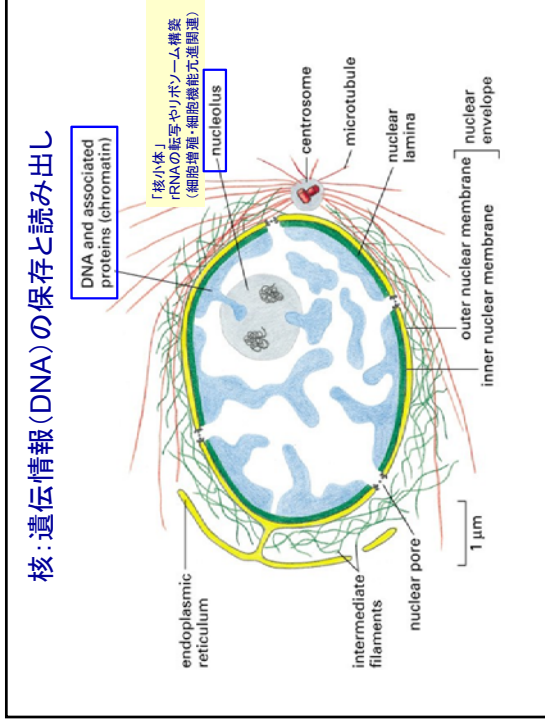 核：遺伝情報(DNA)の保存と読み出し
DNA and associated
proteins (chromatin)
「核小体」
rRNAの転写やリボソーム構築
（細胞増殖・細胞機能亢進関連）
nucleolus
centrosome
microtubule
nuclear
lamina
endoplasmic
reticulum
intermediate
filaments
nuclear pore
1 μm
inner nuclear membrane
outer nuclear membrane
nuclear
envelope